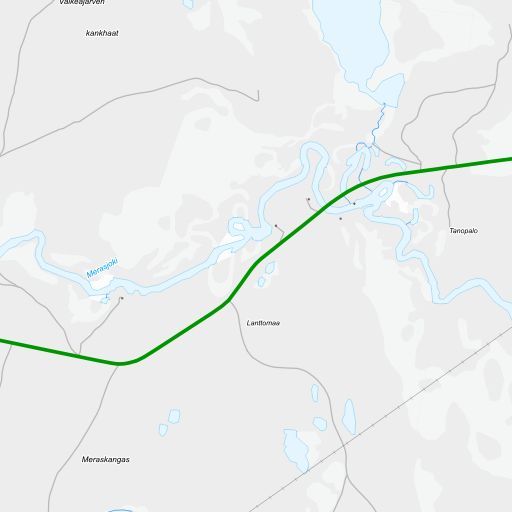 Valkeajärven
kankhaat
Tanopalo
Merasjoki
Lanttomaa
Meraskangas